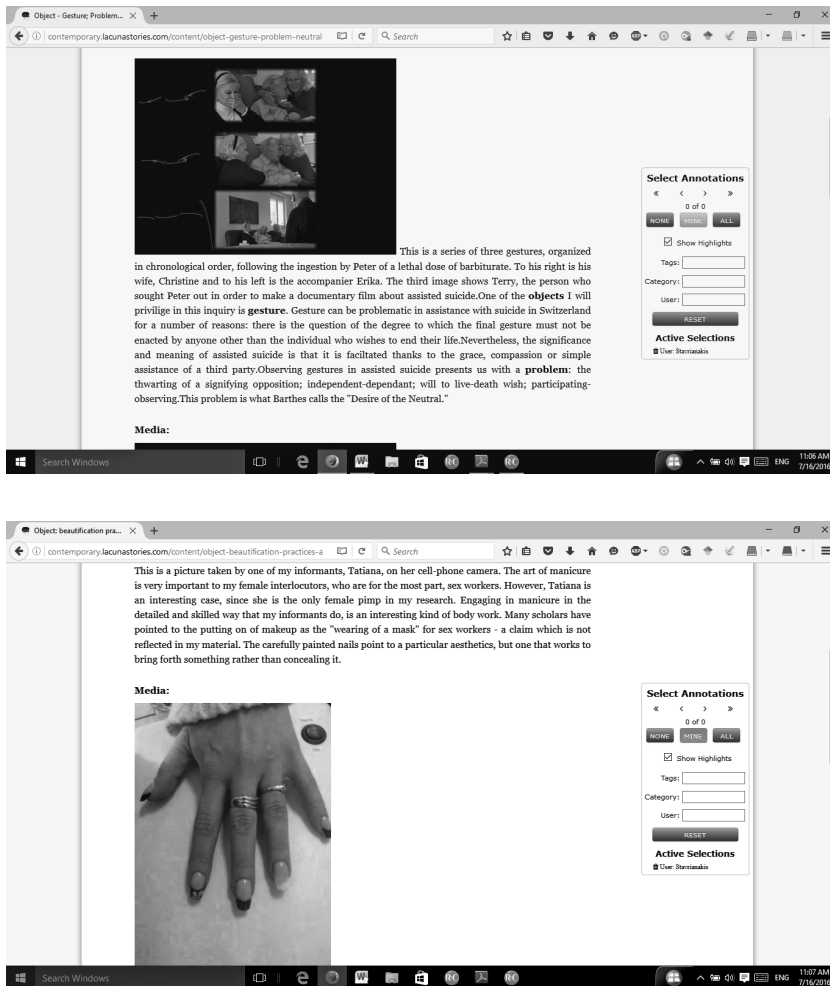 Object - Gesture; Problem...
contemporary.lacunastories.com/content/object-gesture-problem-neutral
Search
This is a series of three gestures, organized
in chronological order, following the ingestion by Peter of a lethal dose of barbiturate. To his right is his
wife, Christine and to his left is the accompanier Erika. The third image shows Terry, the person who
sought Peter out in order to make a documentary film about assisted suicide.One of the objects I will
privilige in this inquiry is gesture. Gesture can be problematic in assistance with suicide in Switzerland
for a number of reasons: there is the question of the degree to which the final gesture must not be
enacted by anyone other than the individual who wishes to end their life.Nevertheless, the significance
and meaning of assisted suicide is that it is faciltated thanks to the grace, compassion or simple
assistance of a third party.Observing gestures in assisted suicide presents us with a problem: the
thwarting of a signifying opposition; independent-dependant; will to live-death wish; participating-
observing.This problem is what Barthes calls the "Desire of the Neutral."
Media:
Select Annotations
« < > »
0 of 0
NONE MINE ALL
Show Highlights
Tags:
Category:
User:
RESET
Active Selections
User: Stavrianakis
Search Windows
ENG
11:06 AM
7/16/2016
Object: beautification pra...
contemporary.lacunastories.com/content/object-beautification-practices-a
Search
This is a picture taken by one of my informants, Tatiana, on her cell-phone camera. The art of manicure
is very important to my female interlocutors, who are for the most part, sex workers. However, Tatiana is
an interesting case, since she is the only female pimp in my research. Engaging in manicure in the
detailed and skilled way that my informants do, is an interesting kind of body work. Many scholars have
pointed to the putting on of makeup as the "wearing of a mask" for sex workers - a claim which is not
reflected in my material. The carefully painted nails point to a particular aesthetics, but one that works to
bring forth something rather than concealing it.
Media:
Select Annotations
« < > »
0 of 0
NONE MINE ALL
Show Highlights
Tags:
Category:
User:
RESET
Active Selections
User: Stavrianakis
Search Windows
ENG
11:07 AM
7/16/2016